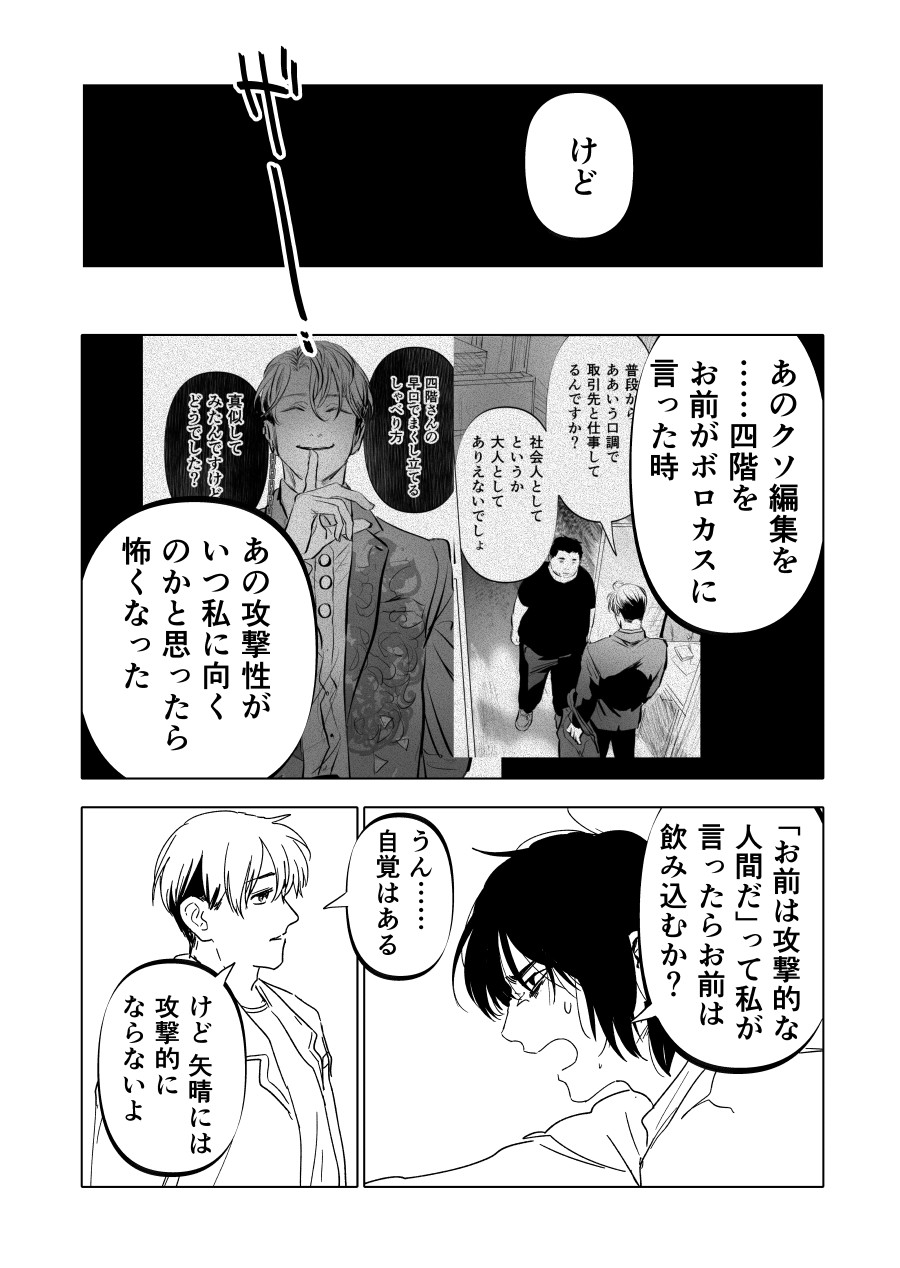 けど
ザーーッ
あのクソ編集を
……四階を
お前がボロカスに
言った時
普段から
ああいう口調で
取引先と仕事して
るんですか?
社会人として
というか
大人として
ありえないでしょ
四階さんの
早口でまくし立てる
しゃべり方
真似して
みたんですけど
どうでした?
あの攻撃性が
いつ私に向く
のかと思ったら
怖くなった
「お前は攻撃的な
人間だ」って私が
言ったらお前は
飲み込むか?
うん……
自覚はある
けど 矢晴には
攻撃的に
ならないよ